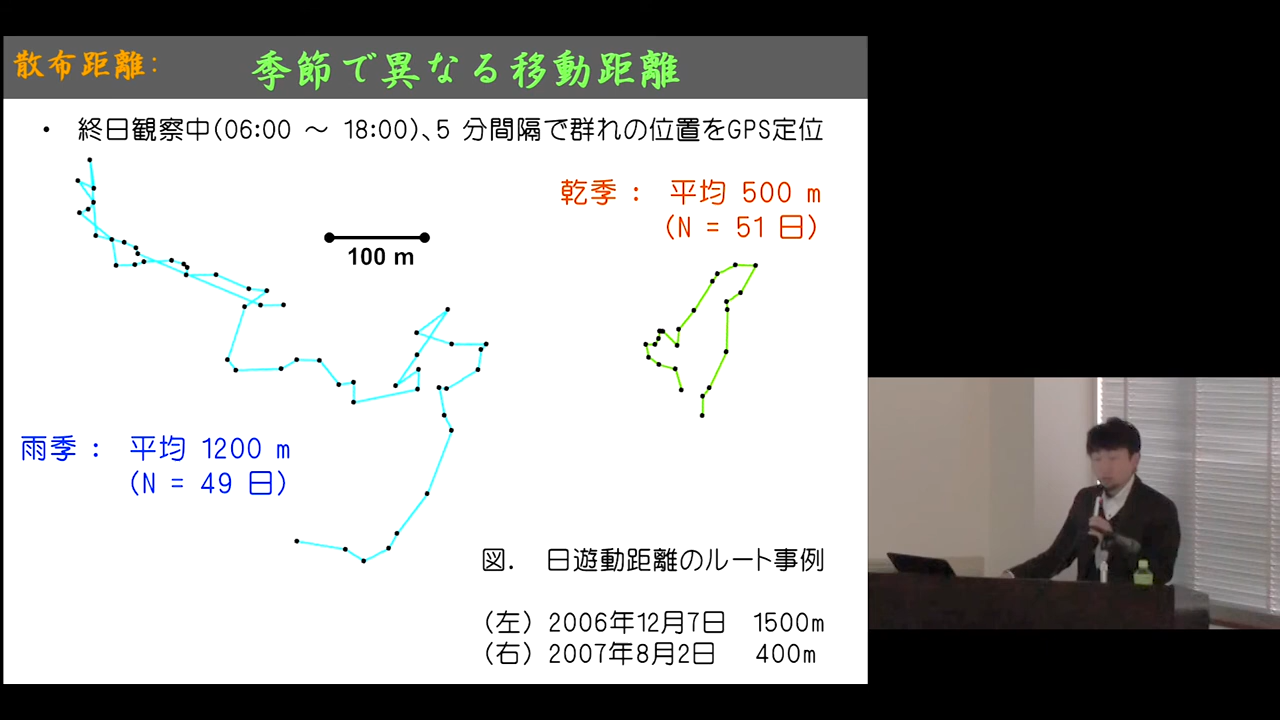 散布距離:
季節で異なる移動距離
・ 終日観察中(06:00 ～ 18:00)、5 分間隔で群れの位置をGPS定位
乾季 : 平均 500 m
(N = 51 日)
100 m
雨季 : 平均 1200 m
(N = 49 日)
図. 日遊動距離のルート事例
(左) 2006年12月7日 1500m
(右) 2007年8月2日 400m